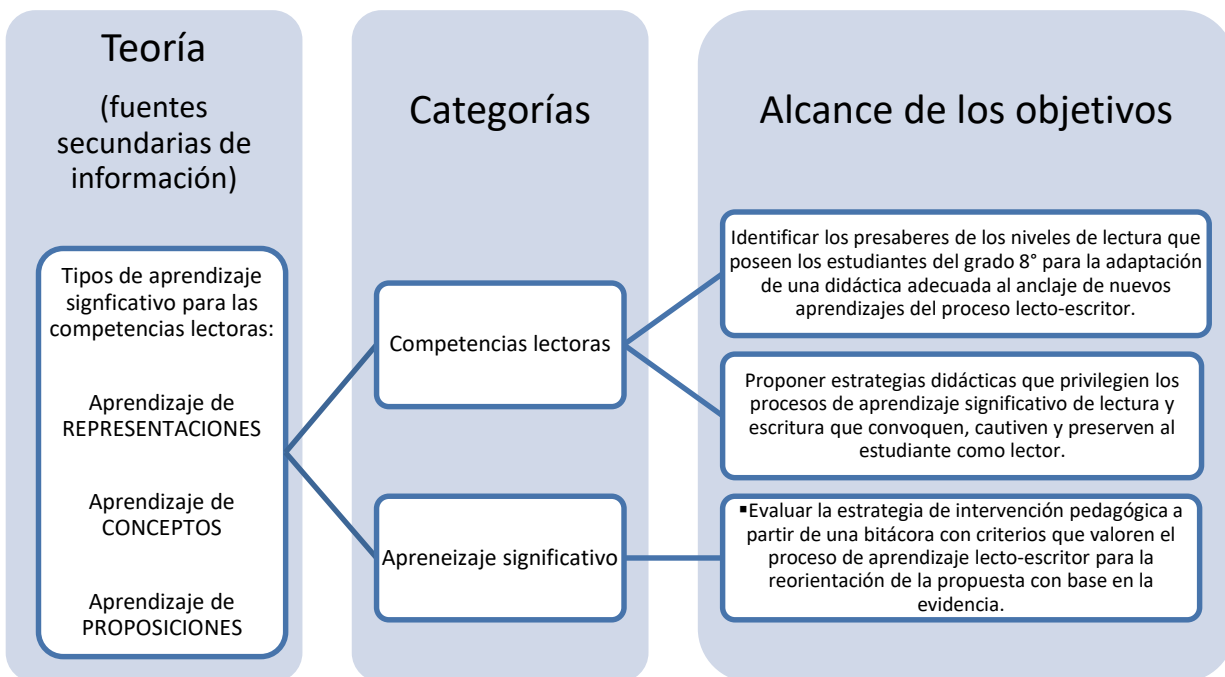 Teoría
(fuentes
secundarias de
información)
Tipos de aprendizaje
signficativo para las
competencias lectoras:
Aprendizaje de
REPRESENTACIONES
Aprendizaje de
CONCEPTOS
Aprendizaje de
PROPOSICIONES
Categorías
Competencias lectoras
Apreneizaje significativo
Alcance de los objetivos
Identificar los presaberes de los niveles de lectura que
poseen los estudiantes del grado 8° para la adaptación
de una didáctica adecuada al anclaje de nuevos
aprendizajes del proceso lecto-escritor.
Proponer estrategias didácticas que privilegien los
procesos de aprendizaje significativo de lectura y
escritura que convoquen, cautiven y preserven al
estudiante como lector.
▪Evaluar la estrategia de intervención pedagógica a
partir de una bitácora con criterios que valoren el
proceso de aprendizaje lecto-escritor para la
reorientación de la propuesta con base en la
evidencia.